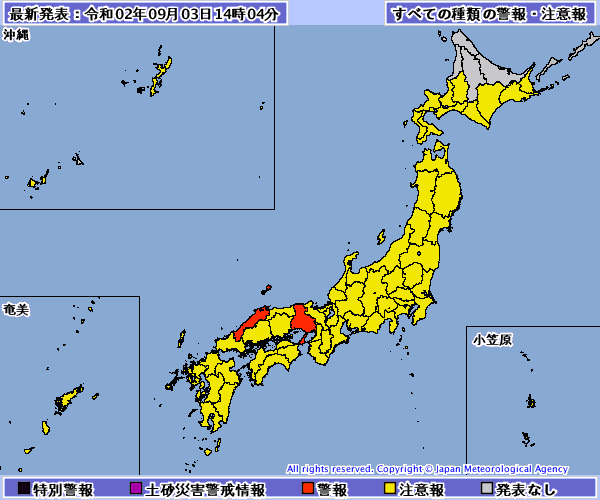 最新発表：令和02年09月03日14時04分
すべての種類の警報・注意報
沖縄
奄美
小笠原
All rights reserved. Copyright © Japan Meteorological Agency
特別警報 土砂災害警戒情報 警報 注意報 発表なし